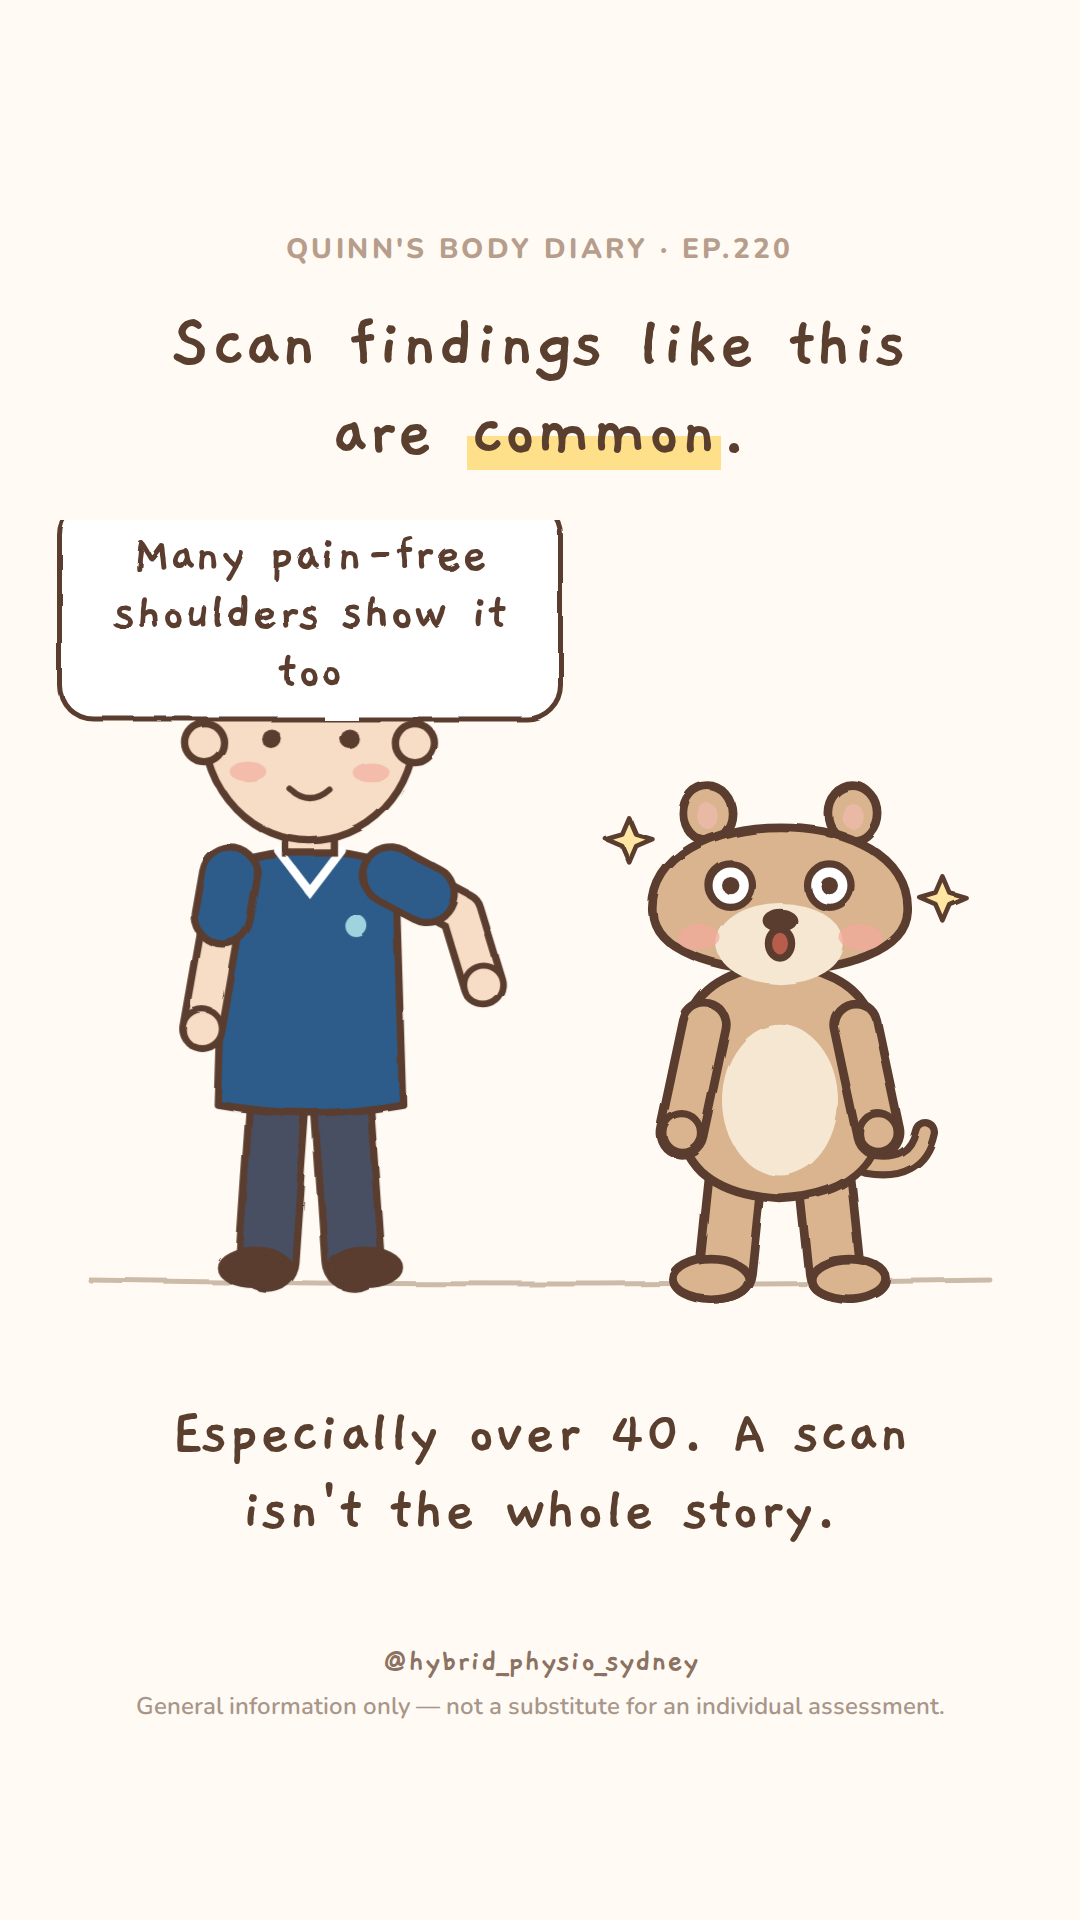 QUINN'S BODY DIARY · EP.220
Scan findings like this
are common.
Many pain-free
shoulders show it
too
Especially over 40. A scan
isn't the whole story.
@hybrid_physio_sydney
General information only — not a substitute for an individual assessment.